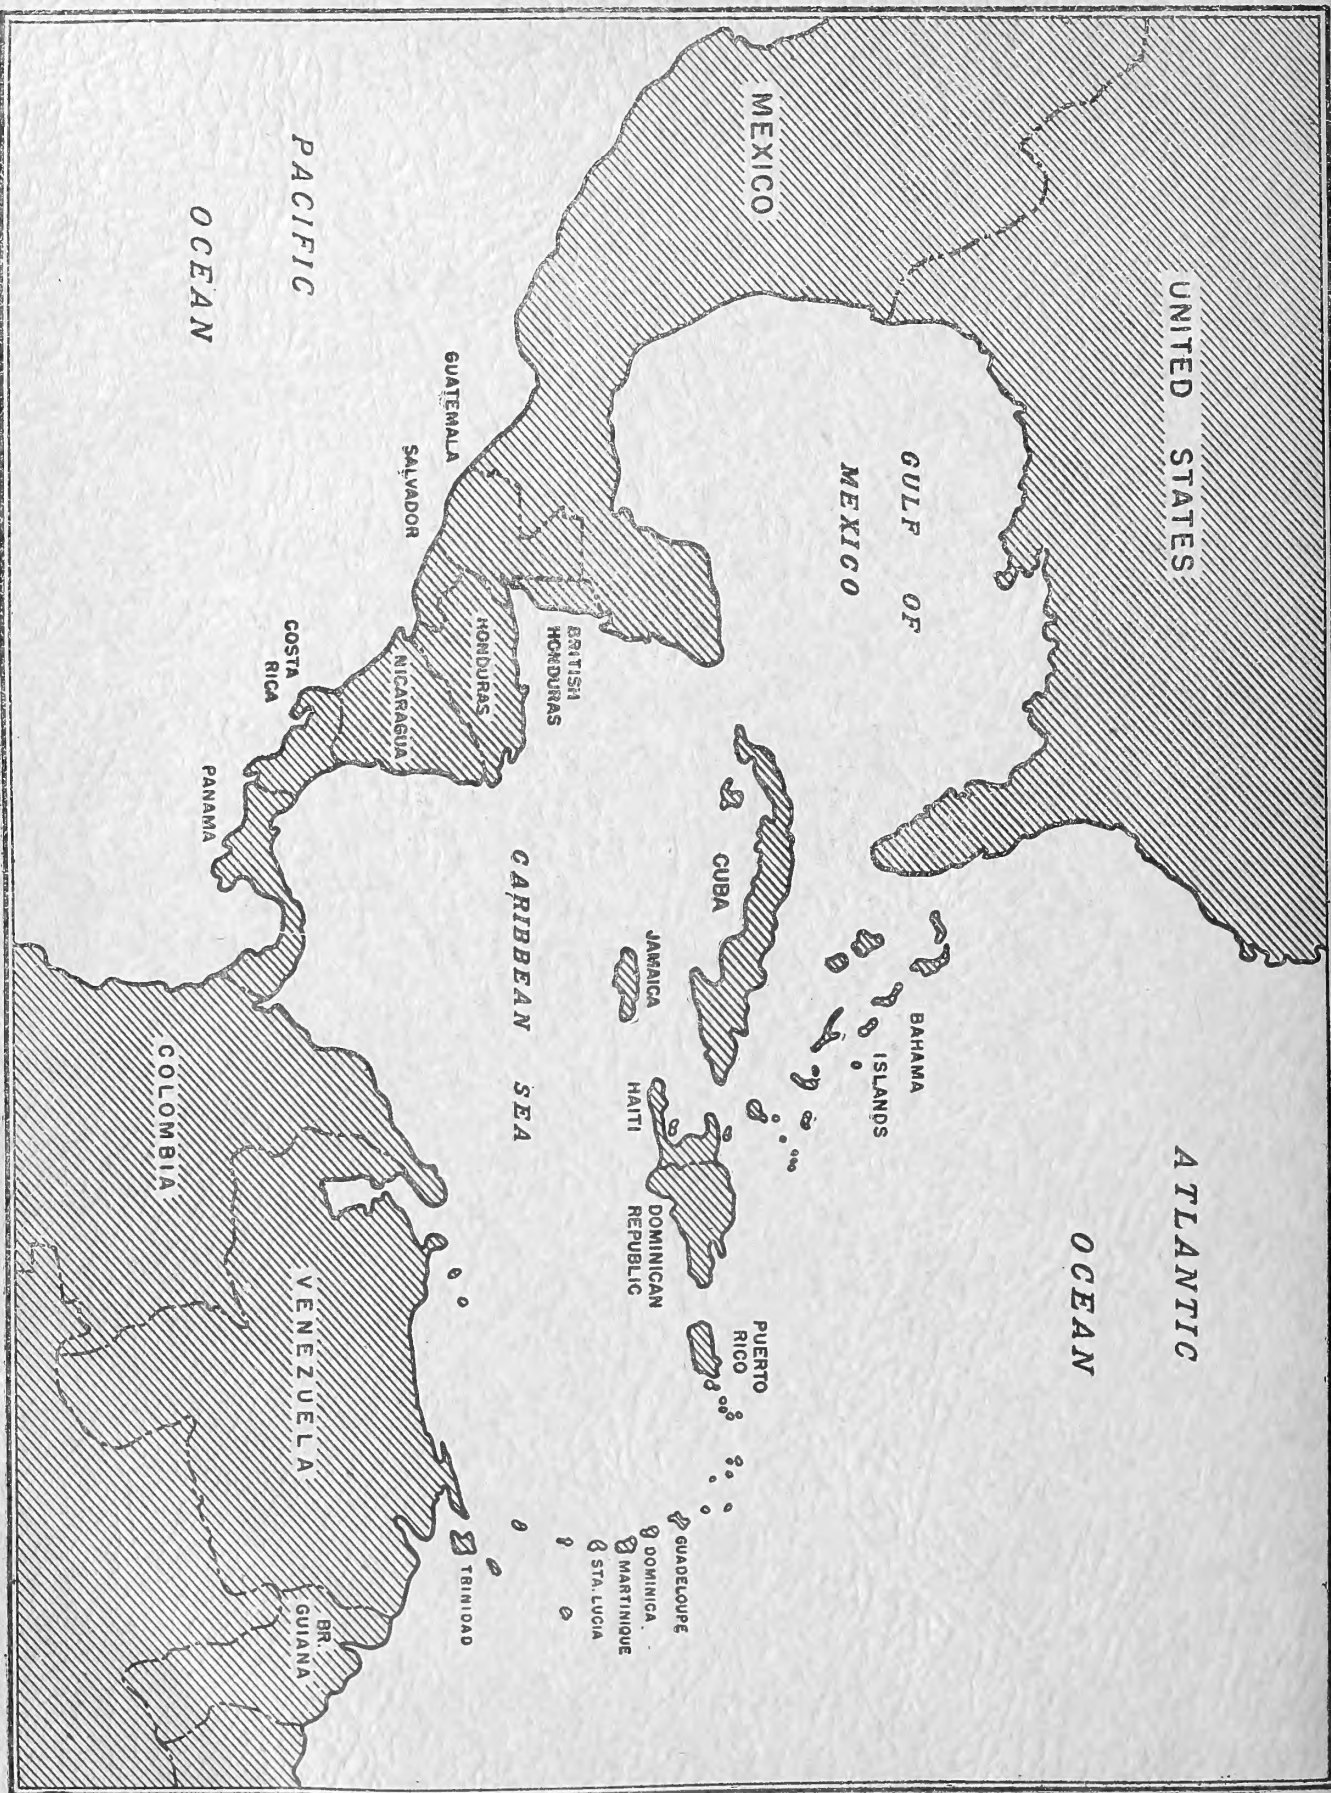 UNITED STATES
MEXICO
GULF OF
MEXICO
ATLANTIC
OCEAN
BAHAMA
ISLANDS
CUBA
JAMAICA
HAITI
DOMINICAN
REPUBLIC
PUERTO
RICO
GUADELOUPE
DOMINICA
MARTINIQUE
STA. LUCIA
TRINIDAD
CARIBBEAN SEA
BRITISH
HONDURAS
HONDURAS
GUATEMALA
SALVADOR
NICARAGUA
COSTA
RICA
PANAMA
PACIFIC
OCEAN
COLOMBIA
VENEZUELA
BR.
GUIANA